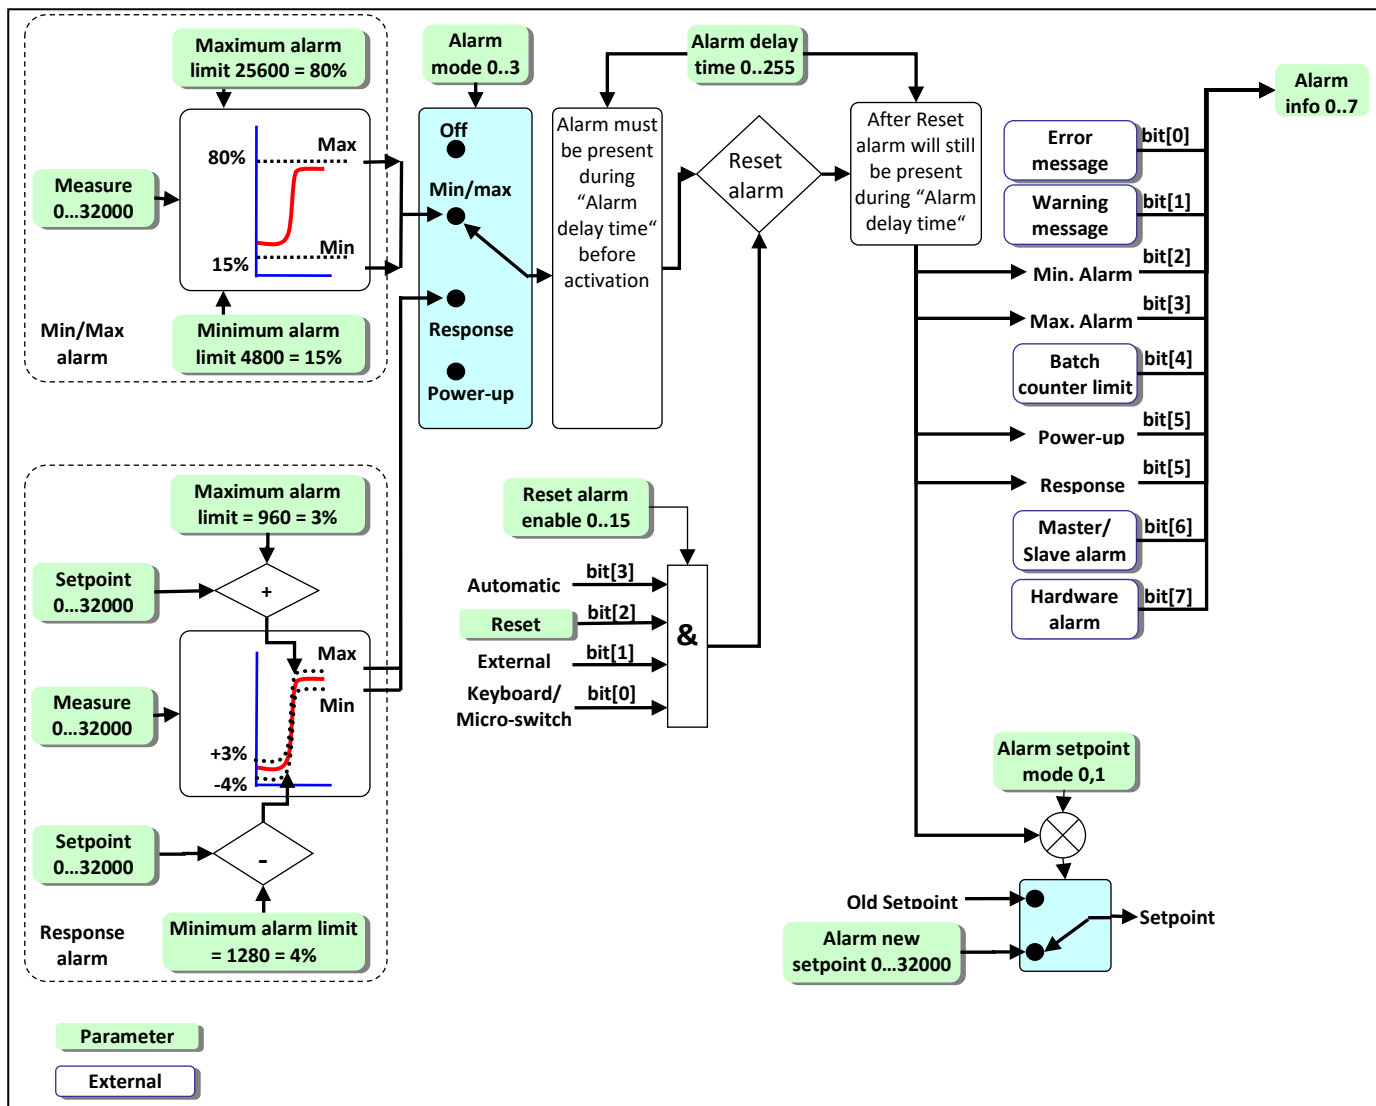 Maximum alarm
limit 25600 = 80%
80%
Max
Measure
0...32000
Min
15%
Min/Max
alarm
Minimum alarm
limit 4800 = 15%
Alarm
mode 0..3
Off
Min/max
Response
Power-up
Alarm must
be present
during
“Alarm
delay time“
before
activation
Alarm delay
time 0..255
Reset
alarm
After Reset
alarm will still
be present
during “Alarm
delay time“
Alarm
info 0..7
Error
message
bit[0]
Warning
message
bit[1]
Min. Alarm
bit[2]
Max. Alarm
bit[3]
Batch
counter limit
bit[4]
Power-up
bit[5]
Response
bit[5]
Master/
Slave alarm
bit[6]
Hardware
alarm
bit[7]
Maximum alarm
limit = 960 = 3%
Setpoint
0...32000
+
Max
Measure
0...32000
Min
+3%
-4%
Setpoint
0...32000
-
Response
alarm
Minimum alarm limit
= 1280 = 4%
Reset alarm
enable 0..15
Automatic
bit[3]
Reset
bit[2]
External
bit[1]
Keyboard/
Micro-switch
bit[0]
&
Alarm setpoint
mode 0,1
Old Setpoint
Alarm new
setpoint 0...32000
Setpoint
Parameter
External